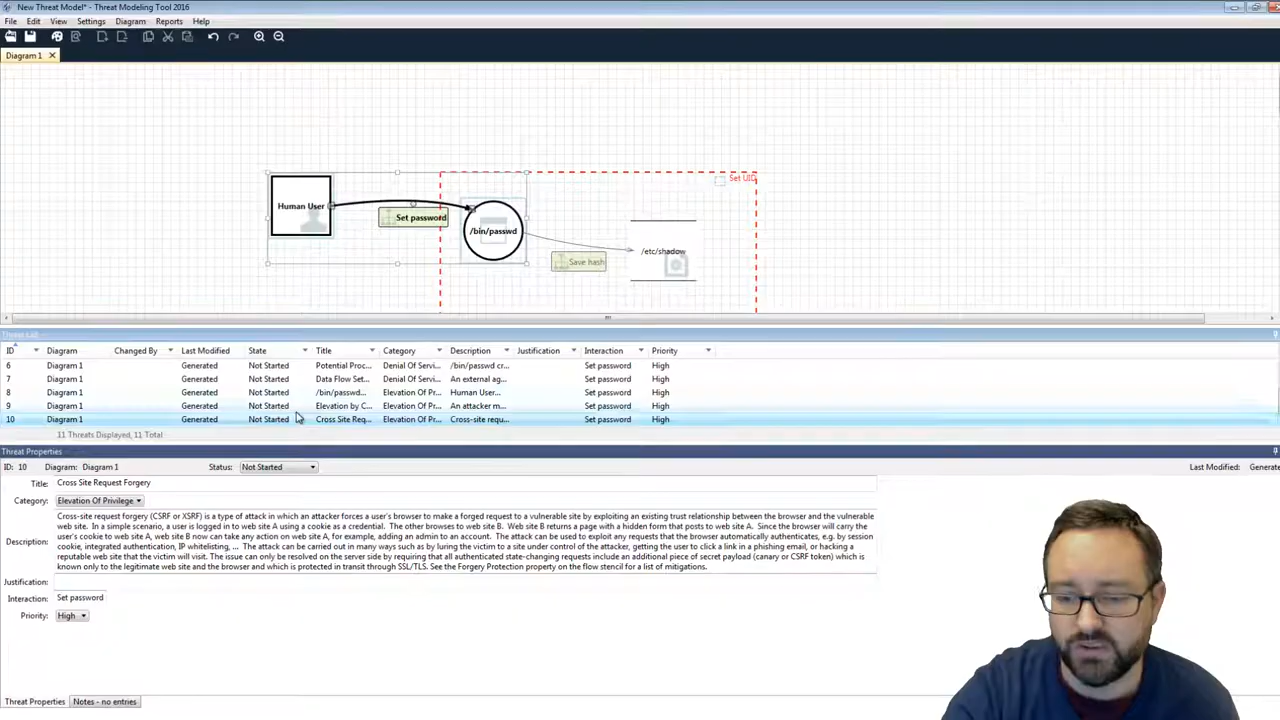 New Threat Model* - Threat Modeling Tool 2016
File Edit View Settings Diagram Reports Help
Diagram 1
Set UID
Human User
Set password
/bin/passwd
/etc/shadow
Save hash
Threat List
ID Diagram Changed By Last Modified State Title Category Description Justification Interaction Priority
6 Diagram 1 Generated Not Started Potential Proc... Denial Of Servi... /bin/passwd cr... Set password High
7 Diagram 1 Generated Not Started Data Flow Set... Denial Of Servi... An external ag... Set password High
8 Diagram 1 Generated Not Started /bin/passwd... Elevation Of Pr... Human User... Set password High
9 Diagram 1 Generated Not Started Elevation by C... Elevation Of Pr... An attacker m... Set password High
10 Diagram 1 Generated Not Started Cross Site Req... Elevation Of Pr... Cross-site requ... Set password High
11 Threats Displayed, 11 Total
Threat Properties
ID: 10 Diagram: Diagram 1 Status: Not Started Last Modified: Generate
Title: Cross Site Request Forgery
Category: Elevation Of Privilege
Description:
Cross-site request forgery (CSRF or XSRF) is a type of attack in which an attacker forces a user's browser to make a forged request to a vulnerable site by exploiting an existing trust relationship between the browser and the vulnerable
web site. In a simple scenario, a user is logged in to web site A using a cookie as a credential. The other browses to web site B. Web site B returns a page with a hidden form that posts to web site A. Since the browser will carry the
user's cookie to web site A, web site B now can take any action on web site A, for example, adding an admin to an account. The attack can be used to exploit any requests that the browser automatically authenticates, e.g. by session
cookie, integrated authentication, IP whitelisting, ... The attack can be carried out in many ways such as by luring the victim to a site under control of the attacker, getting the user to click a link in a phishing email, or hacking a
reputable web site that the victim will visit. The issue can only be resolved on the server side by requiring that all authenticated state-changing requests include an additional piece of secret payload (canary or CSRF token) which is
known only to the legitimate web site and the browser and which is protected in transit through SSL/TLS. See the Forgery Protection property on the flow stencil for a list of mitigations.
Justification:
Interaction: Set password
Priority: High
Threat Properties Notes - no entries